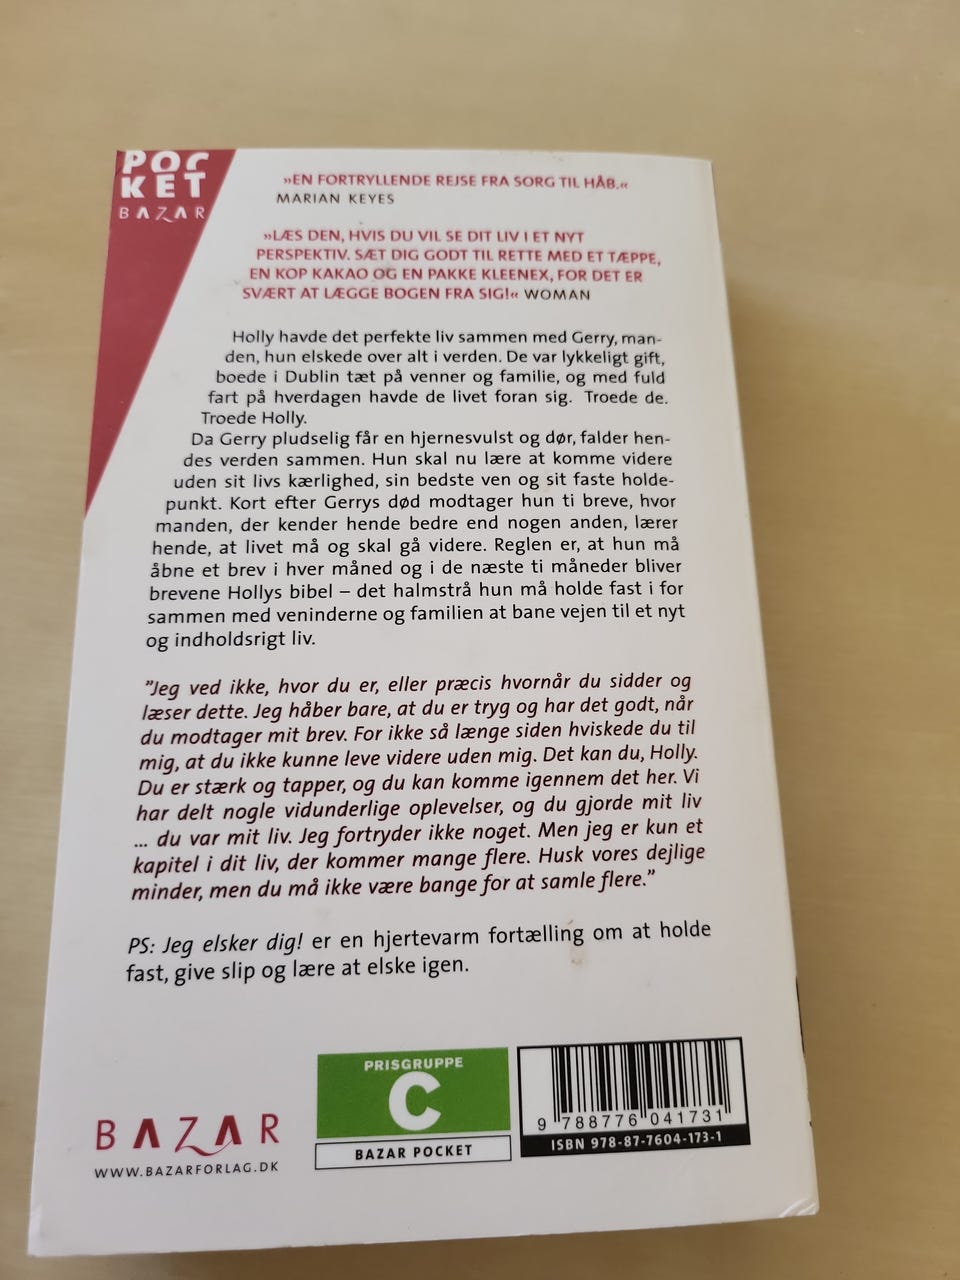 POCKET
BAZAR
»EN FORTRYLLENDE REJSE FRA SORG TIL HÅB.«
MARIAN KEYES
»LÆS DEN, HVIS DU VIL SE DIT LIV I ET NYT
PERSPEKTIV. SÆT DIG GODT TIL RETTE MED ET TÆPPE,
EN KOP KAKAO OG EN PAKKE KLEENEX, FOR DET ER
SVÆRT AT LÆGGE BOGEN FRA SIG!« WOMAN
Holly havde det perfekte liv sammen med Gerry, man-
den, hun elskede over alt i verden. De var lykkeligt gift,
boede i Dublin tæt på venner og familie, og med fuld
fart på hverdagen havde de livet foran sig. Troede de.
Troede Holly.
Da Gerry pludselig får en hjernesvulst og dør, falder hen-
des verden sammen. Hun skal nu lære at komme videre
uden sit livs kærlighed, sin bedste ven og sit faste holde-
punkt. Kort efter Gerrys død modtager hun ti breve, hvor
manden, der kender hende bedre end nogen anden, lærer
hende, at livet må og skal gå videre. Reglen er, at hun må
åbne et brev i hver måned og i de næste ti måneder bliver
brevene Hollys bibel – det halmstrå hun må holde fast i for
sammen med veninderne og familien at bane vejen til et nyt
og indholdsrigt liv.
"Jeg ved ikke, hvor du er, eller præcis hvornår du sidder og
læser dette. Jeg håber bare, at du er tryg og har det godt, når
du modtager mit brev. For ikke så længe siden hviskede du til
mig, at du ikke kunne leve videre uden mig. Det kan du, Holly.
Du er stærk og tapper, og du kan komme igennem det her. Vi
har delt nogle vidunderlige oplevelser, og du gjorde mit liv
... du var mit liv. Jeg fortryder ikke noget. Men jeg er kun et
kapitel i dit liv, der kommer mange flere. Husk vores dejlige
minder, men du må ikke være bange for at samle flere."
PS: Jeg elsker dig! er en hjertevarm fortælling om at holde
fast, give slip og lære at elske igen.
BAZAR
WWW.BAZARFORLAG.DK
PRISGRUPPE
C
BAZAR POCKET
9 788776 041731
ISBN 978-87-7604-173-1